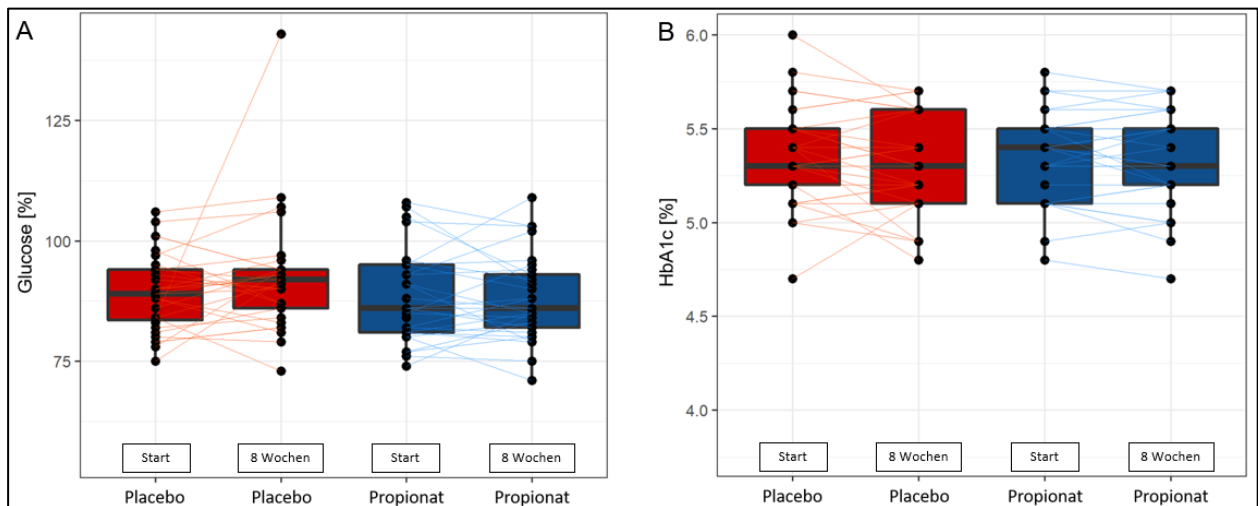 A
Glucose [%]
125
100
75
Start
8 Wochen
Start
8 Wochen
Placebo
Placebo
Propionat
Propionat
B
HbA1c [%]
6.0
5.5
5.0
4.5
4.0
Start
8 Wochen
Start
8 Wochen
Placebo
Placebo
Propionat
Propionat